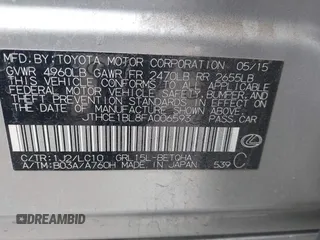 MFD.BY:TOYOTA MOTOR CORPORATION 05/15
GVWR 4960LB GAWR/FR 2470LB RR 2655LB
THIS VEHICLE CONFORMS TO ALL APPLICABLE
FEDERAL MOTOR VEHICLE SAFETY, BUMPER, AND
THEFT PREVENTION STANDARDS IN EFFECT ON
THE DATE OF MANUFACTURE SHOWN ABOVE.
JTHCE1BL8FA006593 PASS. CAR
C/TR:1J2/LC10 GRL15L-BETQHA C
A/TM:B03A/A760H MADE IN JAPAN 539
DREAMBID